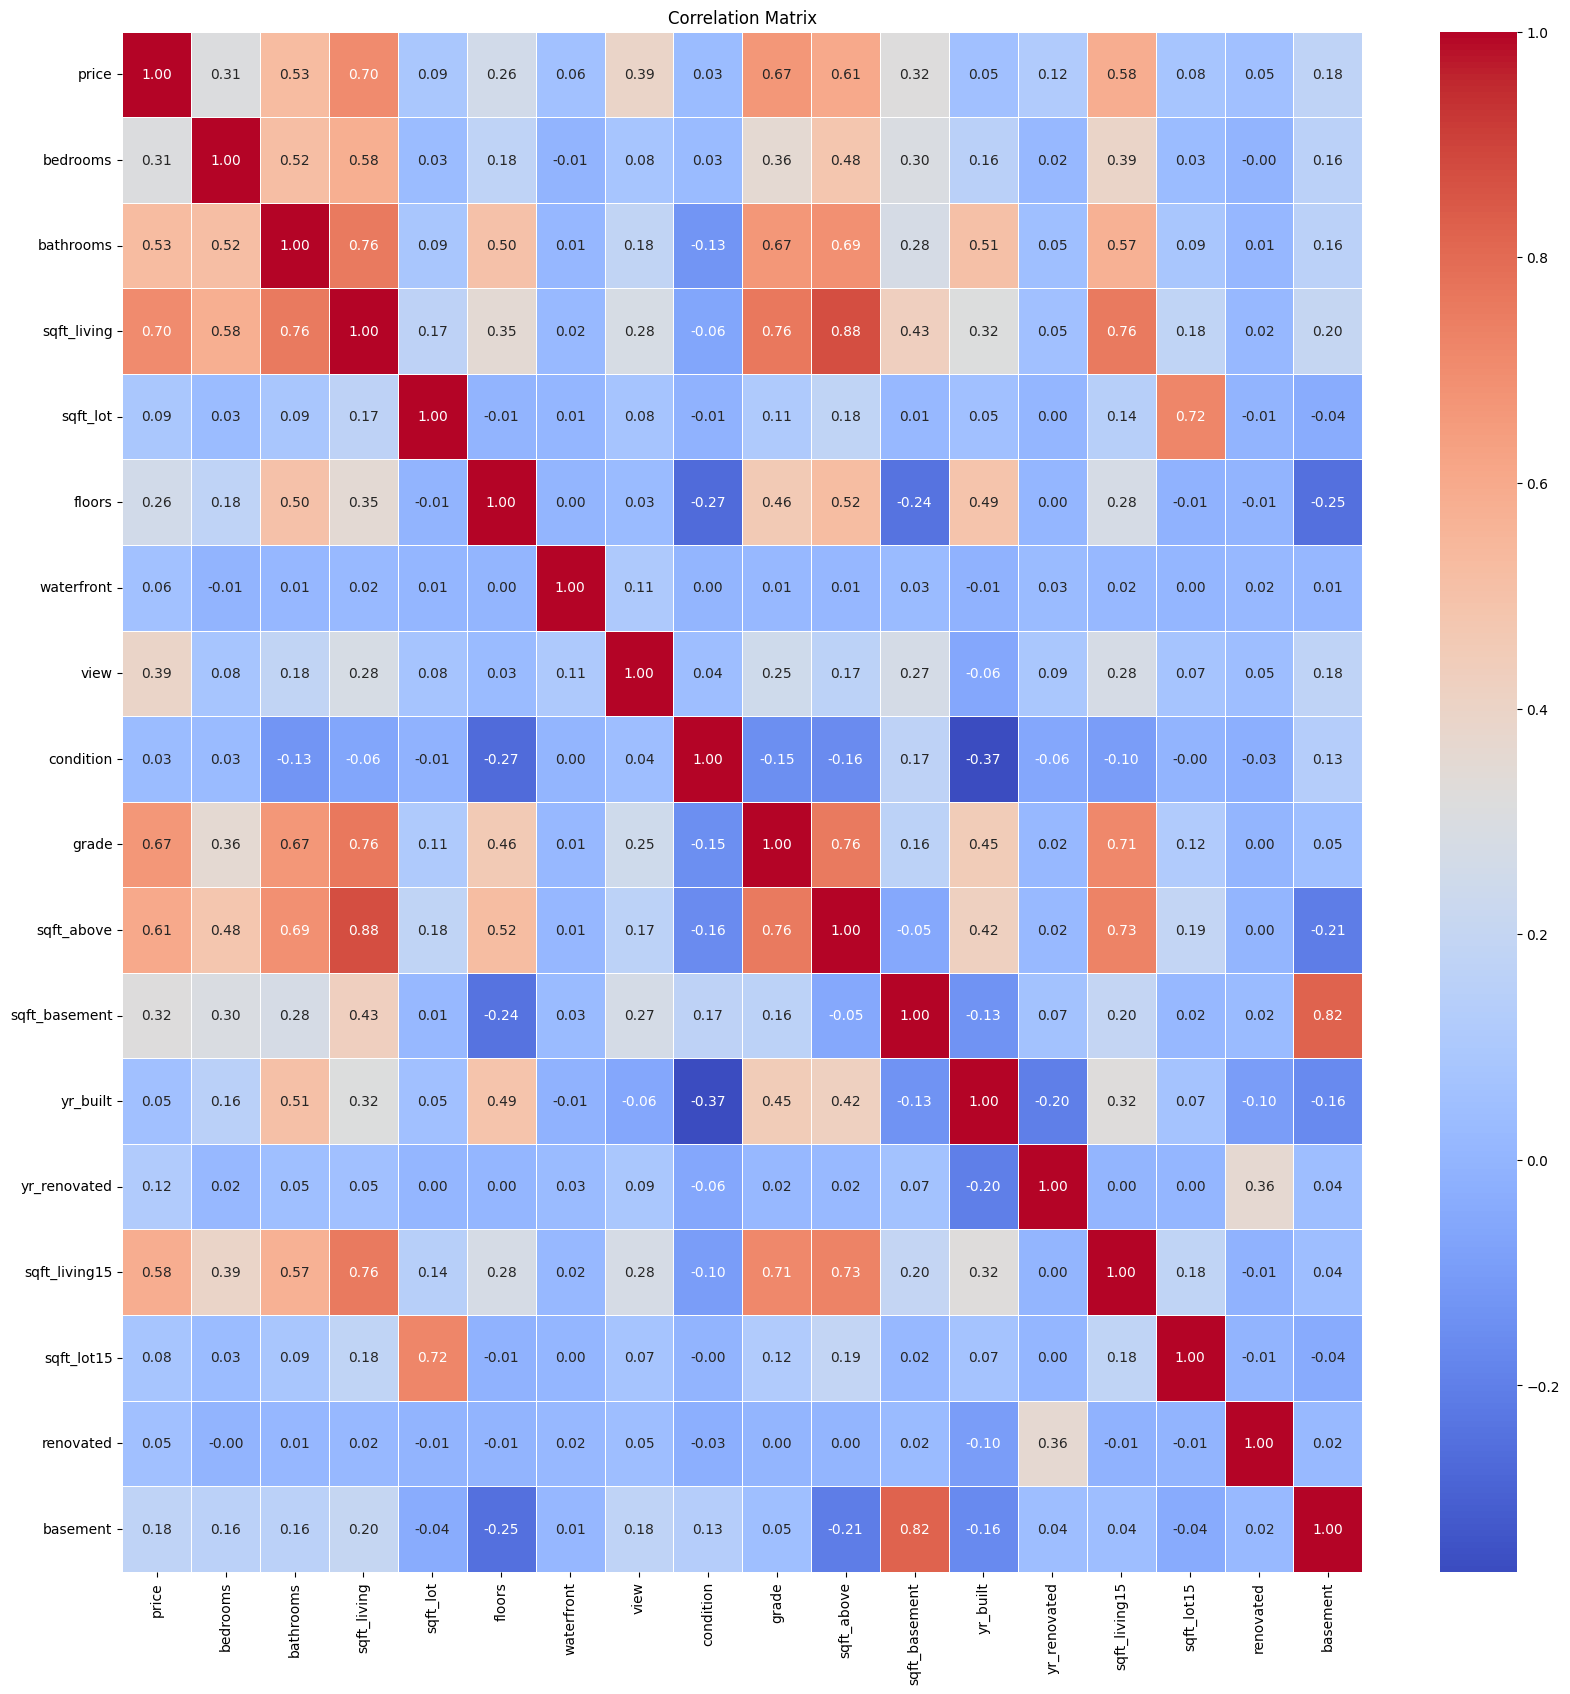 Correlation Matrix
price 1.00 0.31 0.53 0.70 0.09 0.26 0.06 0.39 0.03 0.67 0.61 0.32 0.05 0.12 0.58 0.08 0.05 0.18
bedrooms 0.31 1.00 0.52 0.58 0.03 0.18 -0.01 0.08 0.03 0.36 0.48 0.30 0.16 0.02 0.39 0.03 -0.00 0.16
bathrooms 0.53 0.52 1.00 0.76 0.09 0.50 0.01 0.18 -0.13 0.67 0.69 0.28 0.51 0.05 0.57 0.09 0.01 0.16
sqft_living 0.70 0.58 0.76 1.00 0.17 0.35 0.02 0.28 -0.06 0.76 0.88 0.43 0.32 0.05 0.76 0.18 0.02 0.20
sqft_lot 0.09 0.03 0.09 0.17 1.00 -0.01 0.01 0.08 -0.01 0.11 0.18 0.01 0.05 0.00 0.14 0.72 -0.01 -0.04
floors 0.26 0.18 0.50 0.35 -0.01 1.00 0.00 0.03 -0.27 0.46 0.52 -0.24 0.49 0.00 0.28 -0.01 -0.01 -0.25
waterfront 0.06 -0.01 0.01 0.02 0.01 0.00 1.00 0.11 0.00 0.01 0.01 0.03 -0.01 0.03 0.02 0.00 0.02 0.01
view 0.39 0.08 0.18 0.28 0.08 0.03 0.11 1.00 0.04 0.25 0.17 0.27 -0.06 0.09 0.28 0.07 0.05 0.18
condition 0.03 0.03 -0.13 -0.06 -0.01 -0.27 0.00 0.04 1.00 -0.15 -0.16 0.17 -0.37 -0.06 -0.10 -0.00 -0.03 0.13
grade 0.67 0.36 0.67 0.76 0.11 0.46 0.01 0.25 -0.15 1.00 0.76 0.16 0.45 0.02 0.71 0.12 0.00 0.05
sqft_above 0.61 0.48 0.69 0.88 0.18 0.52 0.01 0.17 -0.16 0.76 1.00 -0.05 0.42 0.02 0.73 0.19 0.00 -0.21
sqft_basement 0.32 0.30 0.28 0.43 0.01 -0.24 0.03 0.27 0.17 0.16 -0.05 1.00 -0.13 0.07 0.20 0.02 0.02 0.82
yr_built 0.05 0.16 0.51 0.32 0.05 0.49 -0.01 -0.06 -0.37 0.45 0.42 -0.13 1.00 -0.20 0.32 0.07 -0.10 -0.16
yr_renovated 0.12 0.02 0.05 0.05 0.00 0.00 0.03 0.09 -0.06 0.02 0.02 0.07 -0.20 1.00 0.00 0.00 0.36 0.04
sqft_living15 0.58 0.39 0.57 0.76 0.14 0.28 0.02 0.28 -0.10 0.71 0.73 0.20 0.32 0.00 1.00 0.18 -0.01 0.04
sqft_lot15 0.08 0.03 0.09 0.18 0.72 -0.01 0.00 0.07 -0.00 0.12 0.19 0.02 0.07 0.00 0.18 1.00 -0.01 -0.04
renovated 0.05 -0.00 0.01 0.02 -0.01 -0.01 0.02 0.05 -0.03 0.00 0.00 0.02 -0.10 0.36 -0.01 -0.01 1.00 0.02
basement 0.18 0.16 0.16 0.20 -0.04 -0.25 0.01 0.18 0.13 0.05 -0.21 0.82 -0.16 0.04 0.04 -0.04 0.02 1.00
price bedrooms bathrooms sqft_living sqft_lot floors waterfront view condition grade sqft_above sqft_basement yr_built yr_renovated sqft_living15 sqft_lot15 renovated basement
1.0
0.8
0.6
0.4
0.2
0.0
−0.2